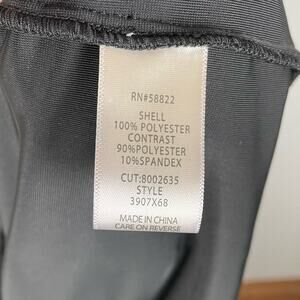 RN#58822
SHELL
100% POLYESTER
CONTRAST
90%POLYESTER
10%SPANDEX
CUT:8002635
STYLE
3907X68
MADE IN CHINA
CARE ON REVERSE